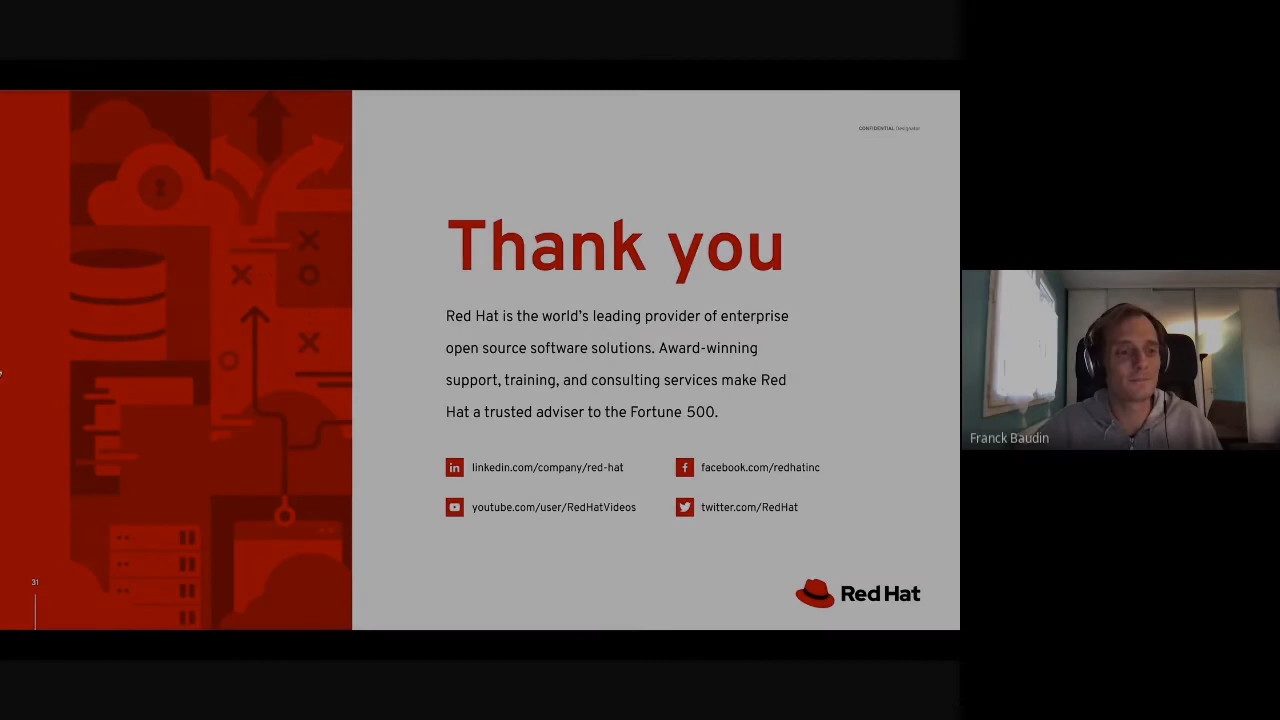 CONFIDENTIAL Designator
Thank you
Red Hat is the world's leading provider of enterprise
open source software solutions. Award-winning
support, training, and consulting services make Red
Hat a trusted adviser to the Fortune 500.
linkedin.com/company/red-hat
facebook.com/redhatinc
youtube.com/user/RedHatVideos
twitter.com/RedHat
31
Red Hat
Franck Baudin